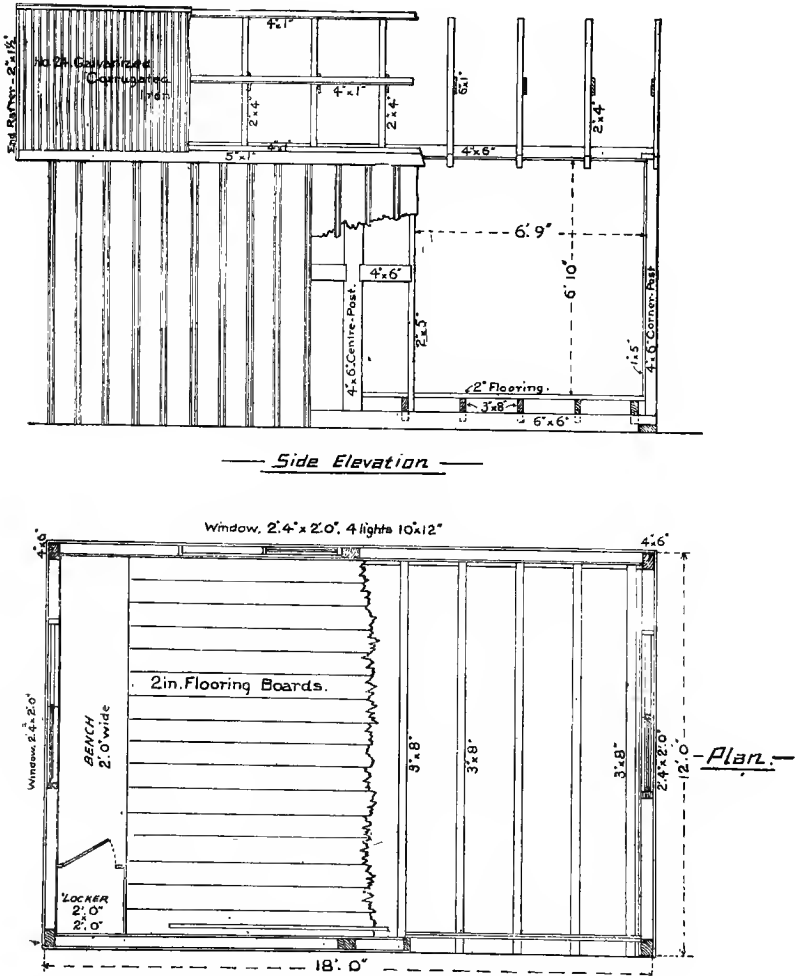 4"x1"
No. 24. Galvanized
Corrugated
Iron
End Rafter - 2"x1½"
2"x4"
4"x1"
2"x4"
6"x1"
2"x4"
4"x1"
5"x1"
4"x6"
6'. 9"
4"x6"
6' 10"
4"x6" Centre-Post.
2"x5"
1"x5"
4"x6" Corner-Post
2" Flooring.
3"x8"
6"x6"
Side Elevation
Window, 2'.4" x 2'.0", 4 lights 10"x12"
4"x6"
4"x6"
2in. Flooring Boards.
BENCH
2'.0" wide
Window 2'.4"x2'.0"
3"x8"
3"x8"
3"x8"
2'.4"x2'.0"
12'.0"
Plan.
LOCKER
2'. 0"
x
2'. 0"
18'. 0"